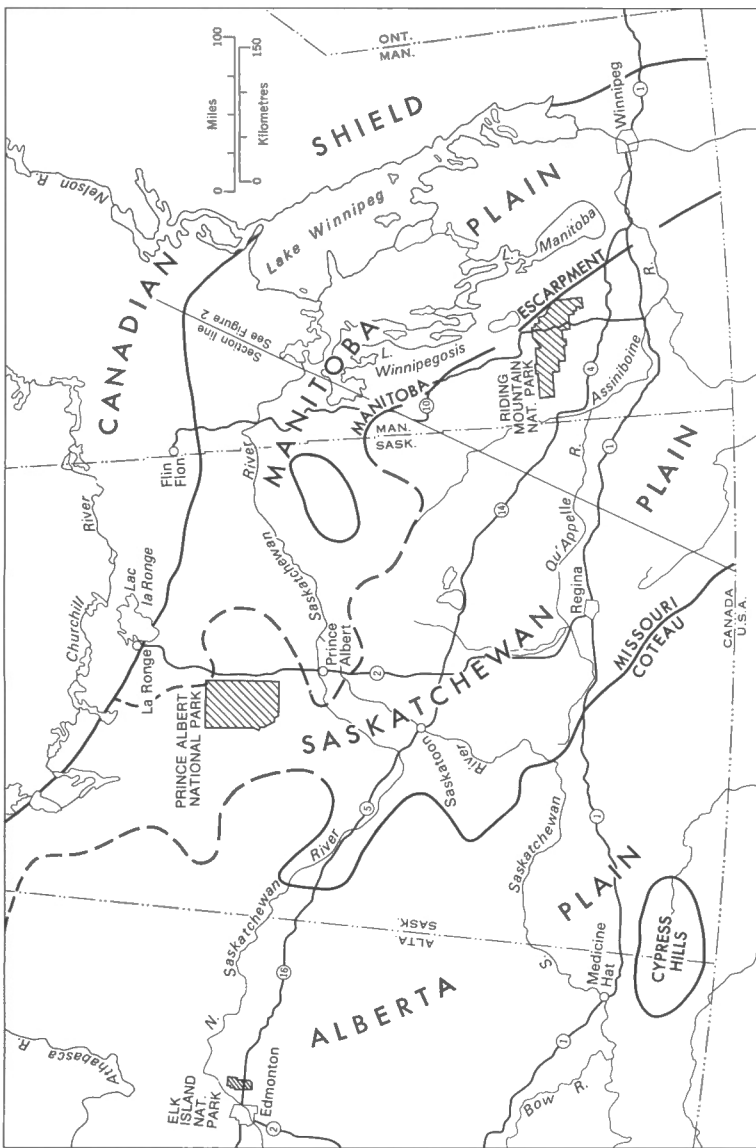 Miles
0 100
0 150
Kilometres
ONT.
MAN.
Nelson R.
CANADIAN
SHIELD
Section line
See Figure 2
Lake Winnipeg
Churchill
River
Lac
la Ronge
La Ronge
Flin
Flon
MANITOBA
PLAIN
L.
Manitoba
Winnipeg
1
L.
Winnipegosis
MANITOBA
ESCARPMENT
10
MAN.
SASK.
RIDING
MOUNTAIN
NAT. PARK
4
Assiniboine
R.
Saskatchewan
River
PRINCE ALBERT
NATIONAL PARK
Prince
Albert
2
14
Qu'Appelle
R.
1
Regina
SASKATCHEWAN
PLAIN
MISSOURI
COTEAU
CANADA
U.S.A.
Saskatoon
River
5
N.
Saskatchewan
River
Athabasca
R.
ELK
ISLAND
NAT.
PARK
Edmonton
2
16
ALTA
SASK.
ALBERTA
PLAIN
S.
Saskatchewan
1
Medicine
Hat
1
Bow R.
CYPRESS
HILLS